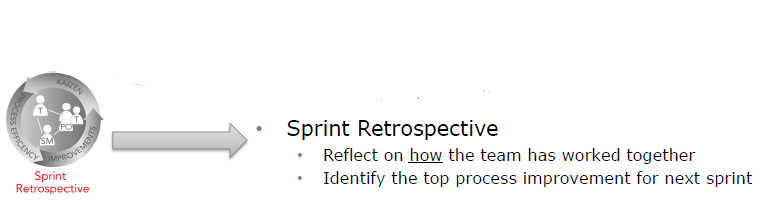 KAIZEN
PROCESS EFFICENCY
IMPROVEMENTS
T
T
PO
SM
Sprint
Retrospective
• Sprint Retrospective
• Reflect on how the team has worked together
• Identify the top process improvement for next sprint